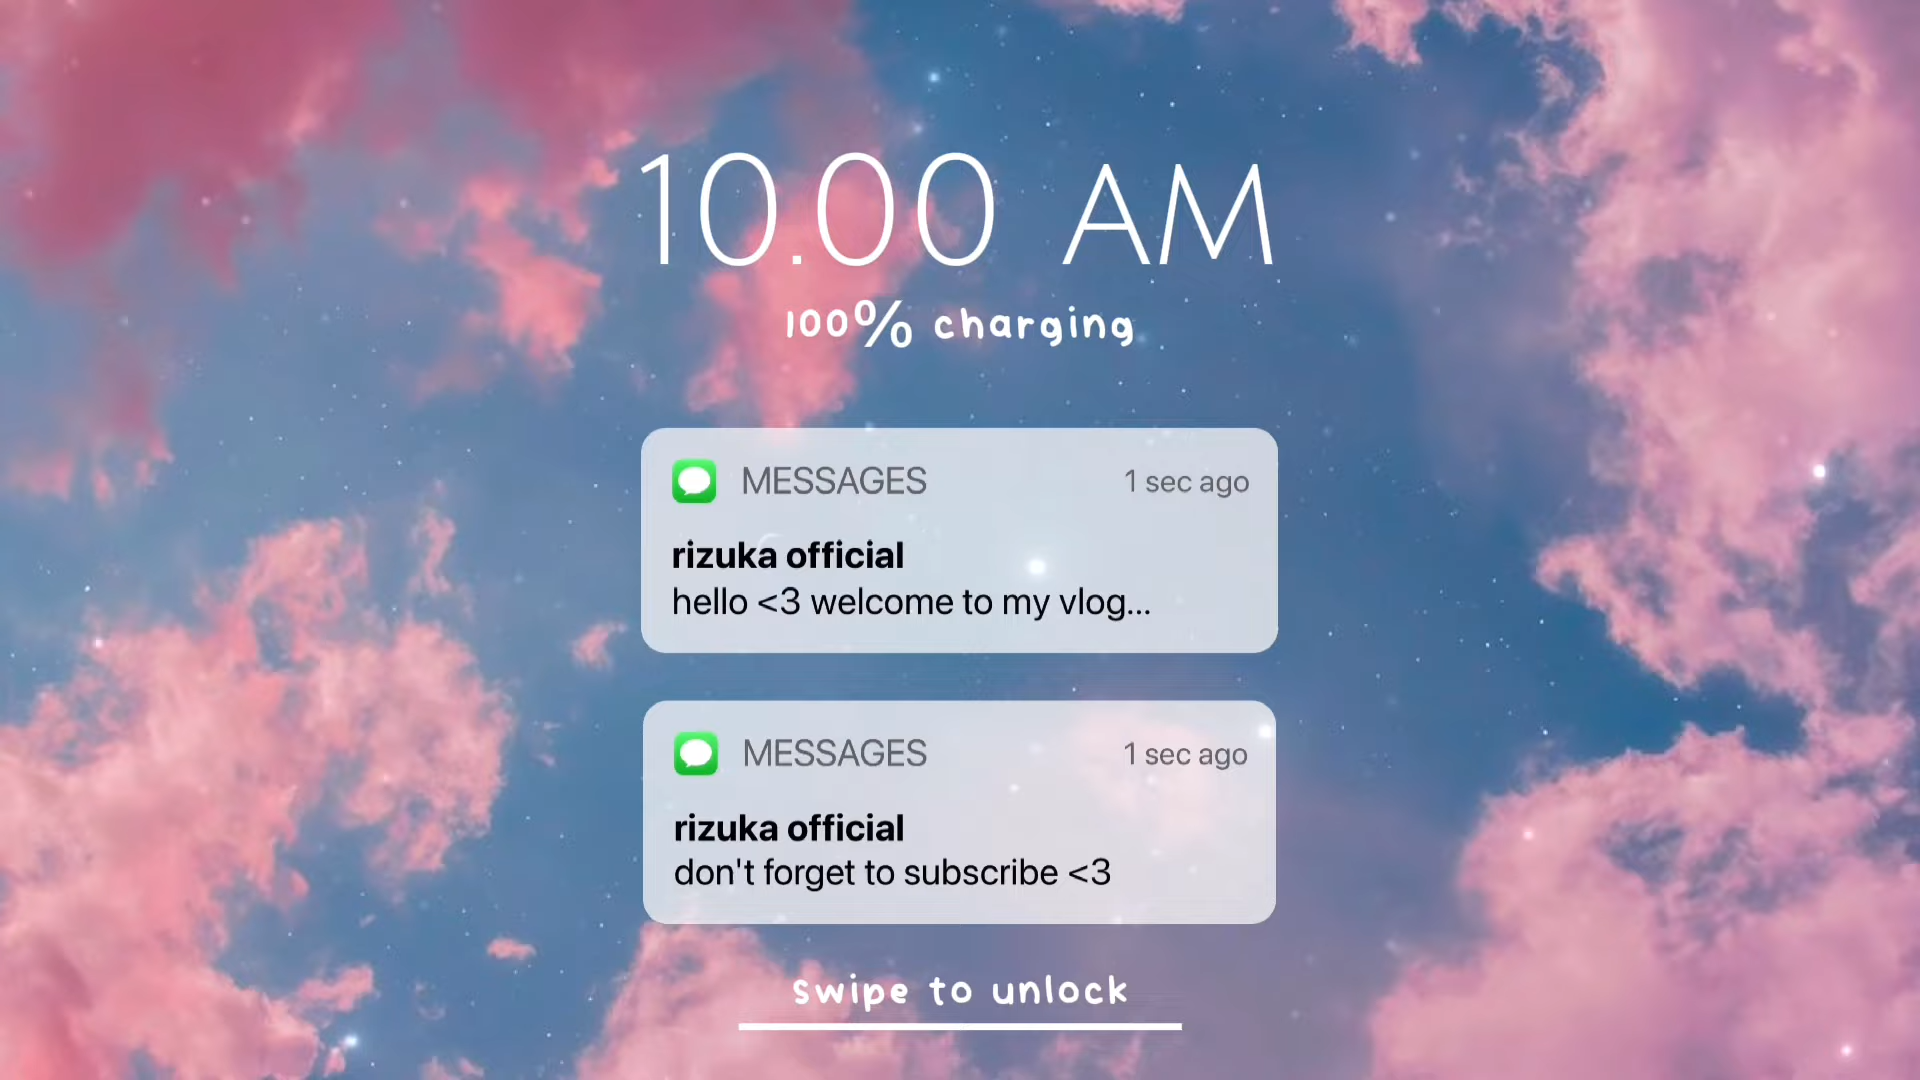 10.00 AM
100% charging
MESSAGES 1 sec ago
rizuka official
hello <3 welcome to my vlog...
MESSAGES 1 sec ago
rizuka official
don't forget to subscribe <3
swipe to unlock